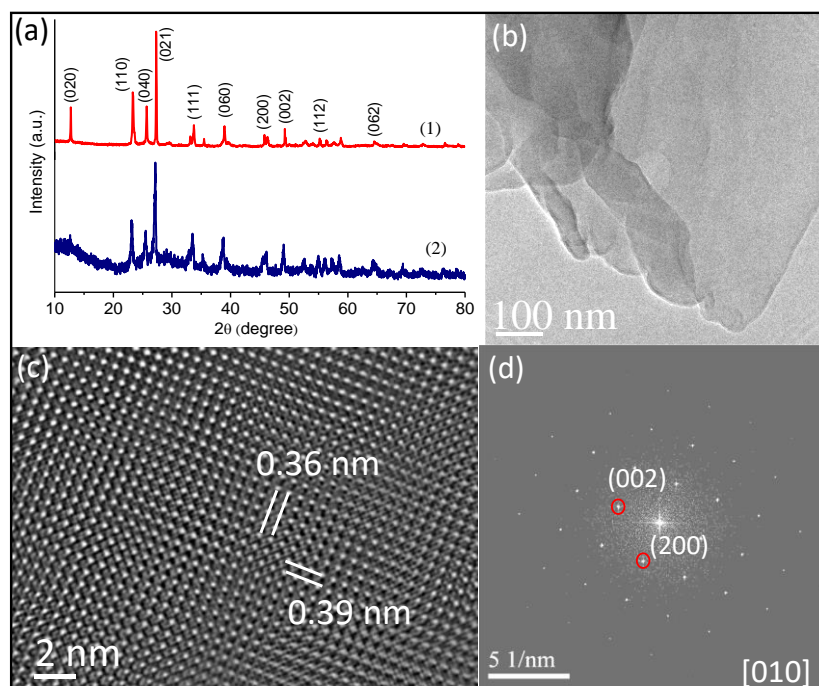 (a)
Intensity (a.u.)
(020)
(110)
(040)
(021)
(111)
(060)
(200)
(002)
(112)
(062)
(1)
(2)
10 20 30 40 50 60 70 80
2θ (degree)
(b)
100 nm
(c)
0.36 nm
0.39 nm
2 nm
(d)
(002)
(200)
5 1/nm
[010]